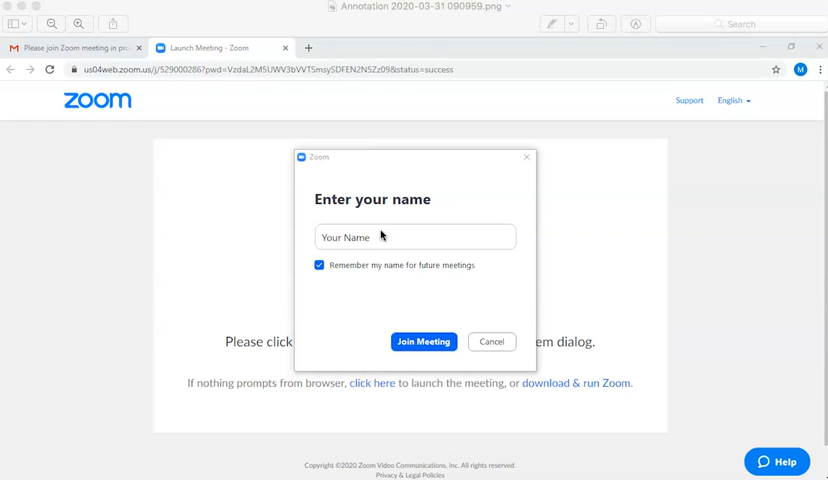 Annotation 2020-03-31 090959.png
Search
Please join Zoom meeting in pro
Launch Meeting - Zoom
us04web.zoom.us/j/529000286?pwd=VzdaL2M5UWV3bVVTSmsySDFEN2N5Zz09&status=success
M
zoom
Support
English
Zoom
Enter your name
Your Name
Remember my name for future meetings
Join Meeting
Cancel
Please click
em dialog.
If nothing prompts from browser, click here to launch the meeting, or download & run Zoom.
Help
Copyright ©2020 Zoom Video Communications, Inc. All rights reserved.
Privacy & Legal Policies